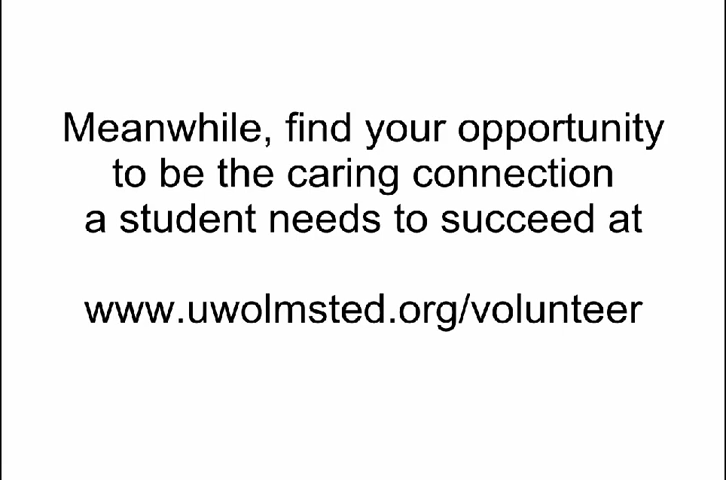 Meanwhile, find your opportunity
to be the caring connection
a student needs to succeed at
www.uwolmsted.org/volunteer